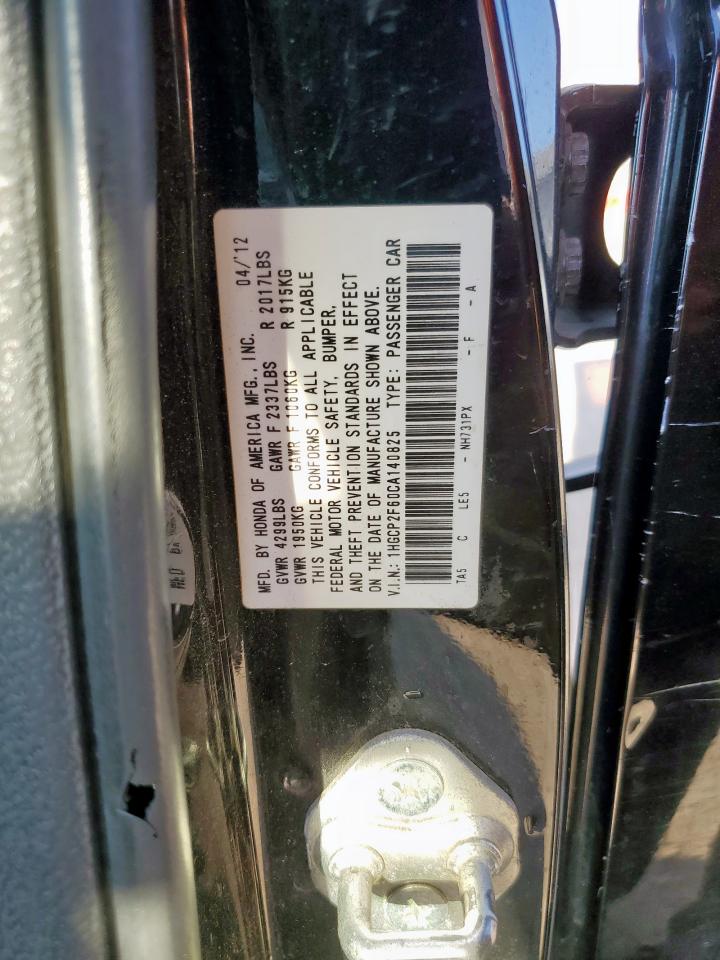 MFD. BY HONDA OF AMERICA MFG., INC. 04/'12
GVWR 4299LBS GAWR F 2337LBS R 2017LBS
GVWR 1950KG GAWR F 1060KG R 915KG
THIS VEHICLE CONFORMS TO ALL APPLICABLE
FEDERAL MOTOR VEHICLE SAFETY, BUMPER,
AND THEFT PREVENTION STANDARDS IN EFFECT
ON THE DATE OF MANUFACTURE SHOWN ABOVE.
V.I.N.: 1HGCP2F60CA140825 TYPE: PASSENGER CAR
TA5 C LE5 - NH731PX - F - A